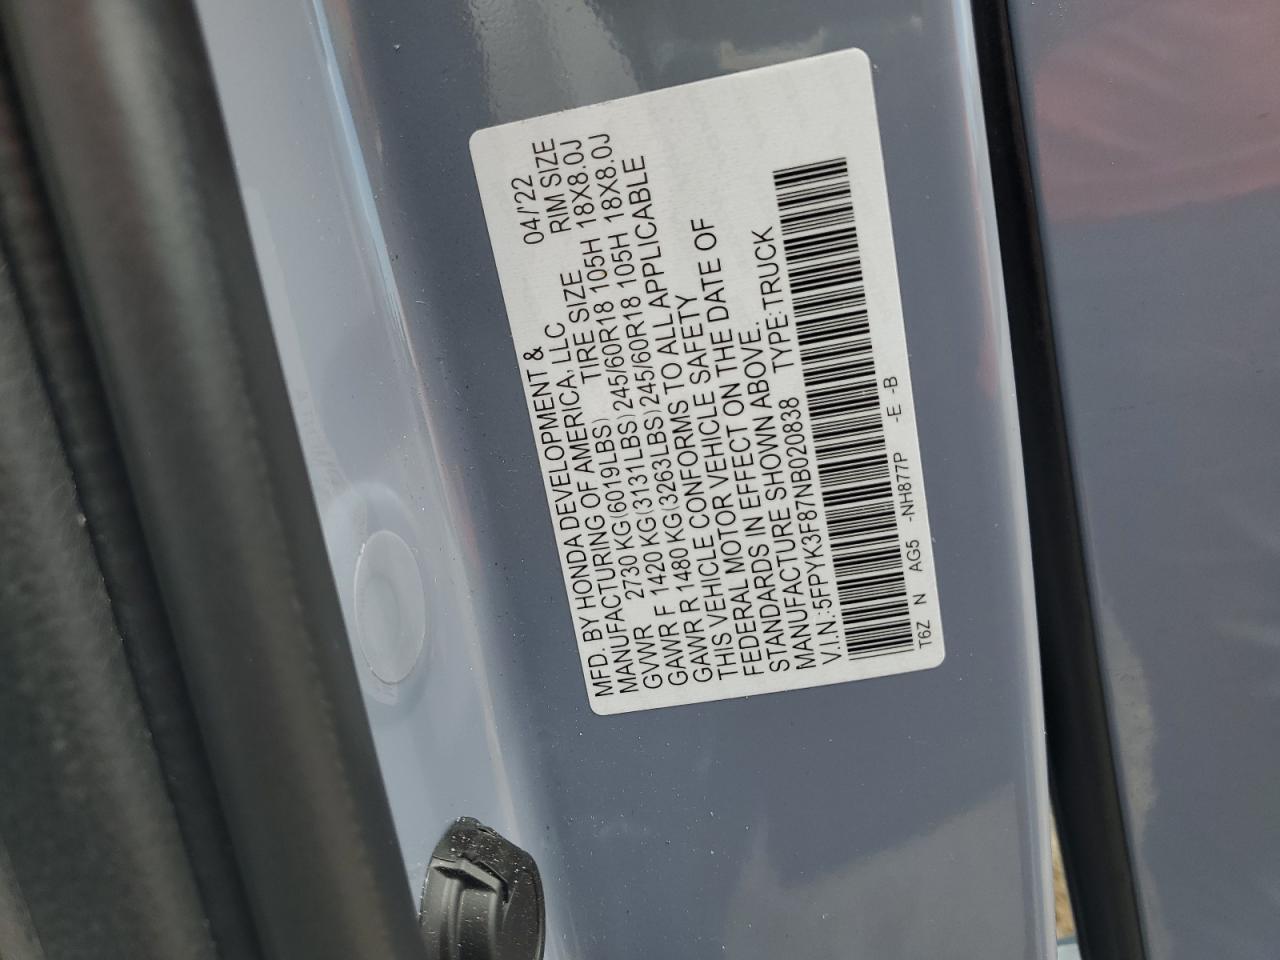 MFD. BY HONDA DEVELOPMENT & 04/'22
MANUFACTURING OF AMERICA, LLC RIM SIZE
GVWR 2730 KG(6019LBS) TIRE SIZE 18X8.0J
GAWR F 1420 KG(3131LBS) 245/60R18 105H 18X8.0J
GAWR R 1480 KG(3263LBS) 245/60R18 105H
THIS VEHICLE CONFORMS TO ALL APPLICABLE
FEDERAL MOTOR VEHICLE SAFETY
STANDARDS IN EFFECT ON THE DATE OF
MANUFACTURE SHOWN ABOVE.
V.I.N.:5FPYK3F87NB020838 TYPE:TRUCK
T6Z N AG5 -NH877P -E -B